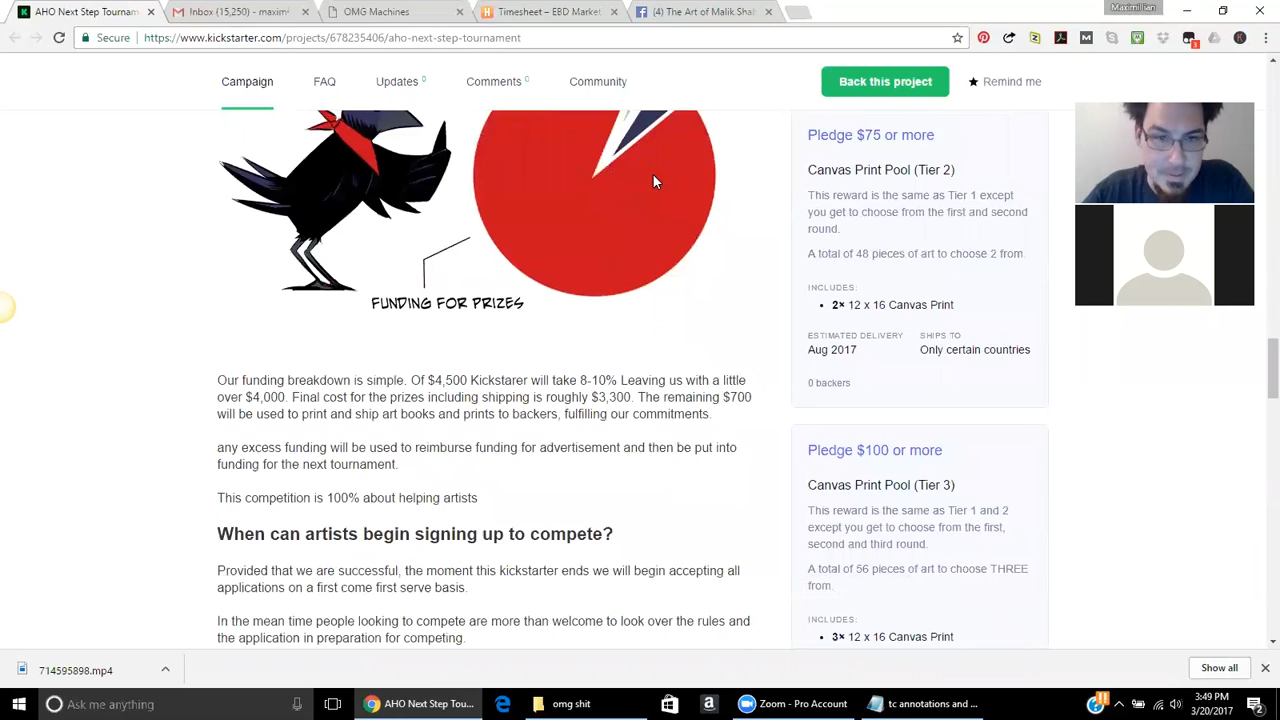 AHO Next Step Tournam
Inbox (15,250) - maximi
OMG Machines
Timesheet – EBD Market
(4) The Art of Malik Sha
Maximillian
Secure
https://www.kickstarter.com/projects/678235406/aho-next-step-tournament
Campaign
FAQ
Updates 0
Comments 0
Community
Back this project
Remind me
FUNDING FOR PRIZES
Our funding breakdown is simple. Of $4,500 Kickstarer will take 8-10% Leaving us with a little
over $4,000. Final cost for the prizes including shipping is roughly $3,300. The remaining $700
will be used to print and ship art books and prints to backers, fulfilling our commitments.
any excess funding will be used to reimburse funding for advertisement and then be put into
funding for the next tournament.
This competition is 100% about helping artists
When can artists begin signing up to compete?
Provided that we are successful, the moment this kickstarter ends we will begin accepting all
applications on a first come first serve basis.
In the mean time people looking to compete are more than welcome to look over the rules and
the application in preparation for competing.
Pledge $75 or more
Canvas Print Pool (Tier 2)
This reward is the same as Tier 1 except
you get to choose from the first and second
round.
A total of 48 pieces of art to choose 2 from.
INCLUDES:
• 2× 12 x 16 Canvas Print
ESTIMATED DELIVERY
SHIPS TO
Aug 2017
Only certain countries
0 backers
Pledge $100 or more
Canvas Print Pool (Tier 3)
This reward is the same as Tier 1 and 2
except you get to choose from the first,
second and third round.
A total of 56 pieces of art to choose THREE
from.
INCLUDES:
• 3× 12 x 16 Canvas Print
714595898.mp4
Show all
Ask me anything
AHO Next Step Tou...
omg shit
Zoom - Pro Account
tc annotations and ...
3:49 PM
3/20/2017